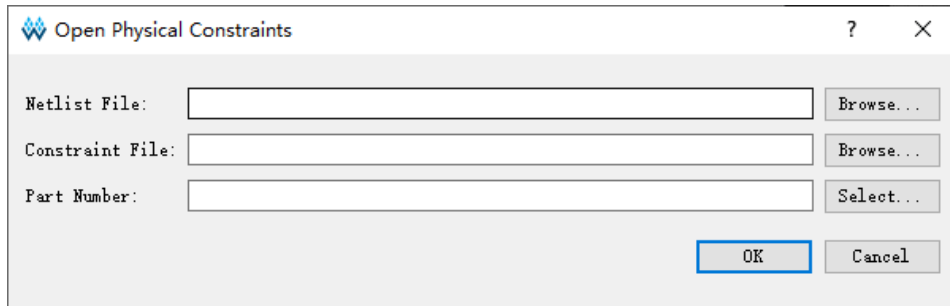 Open Physical Constraints ?
Netlist File: Browse...
Constraint File: Browse...
Part Number: Select...
OK Cancel